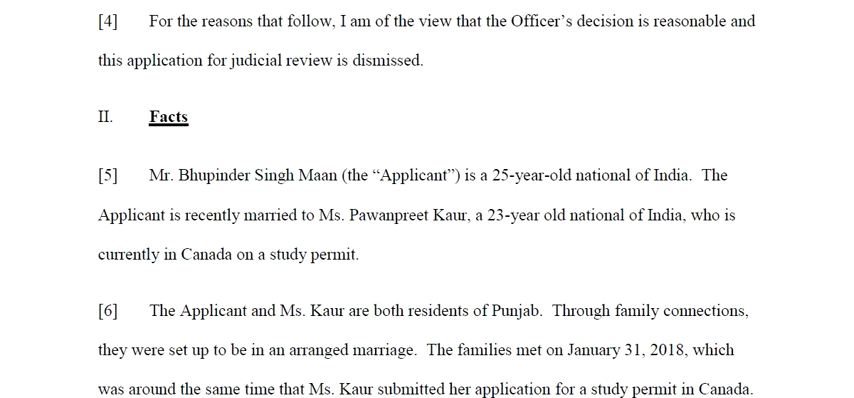 [4] For the reasons that follow, I am of the view that the Officer's decision is reasonable and
this application for judicial review is dismissed.
II. Facts
[5] Mr. Bhupinder Singh Maan (the “Applicant”) is a 25-year-old national of India. The
Applicant is recently married to Ms. Pawanpreet Kaur, a 23-year old national of India, who is
currently in Canada on a study permit.
[6] The Applicant and Ms. Kaur are both residents of Punjab. Through family connections,
they were set up to be in an arranged marriage. The families met on January 31, 2018, which
was around the same time that Ms. Kaur submitted her application for a study permit in Canada.